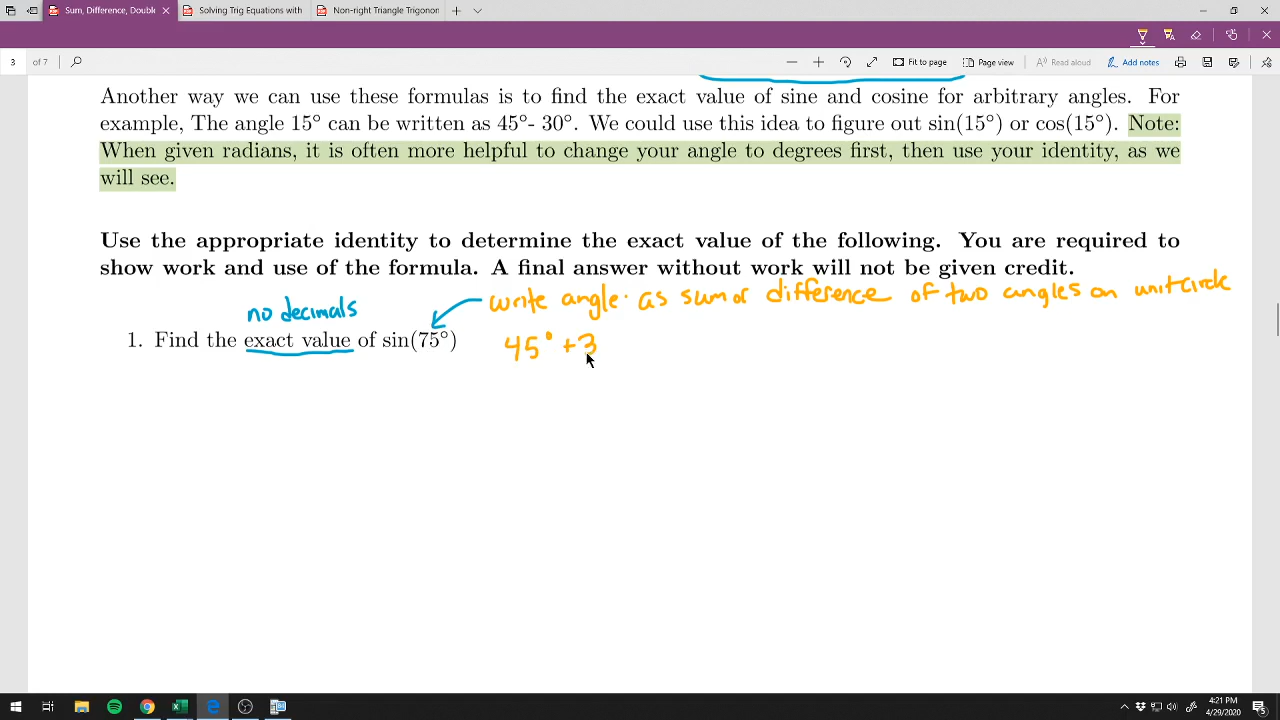 Sum, Difference, Doubl
Solving Trig Equations with
Non-right Triangle Trigonon
3 of 7
Fit to page
Page view
Read aloud
Add notes
Another way we can use these formulas is to find the exact value of sine and cosine for arbitrary angles. For
example, The angle 15° can be written as 45°- 30°. We could use this idea to figure out sin(15°) or cos(15°). Note:
When given radians, it is often more helpful to change your angle to degrees first, then use your identity, as we
will see.
Use the appropriate identity to determine the exact value of the following. You are required to
show work and use of the formula. A final answer without work will not be given credit.
write angle as sum or difference of two angles on unit circle
no decimals
1. Find the exact value of sin(75°)
45° + 3
4:21 PM
4/29/2020